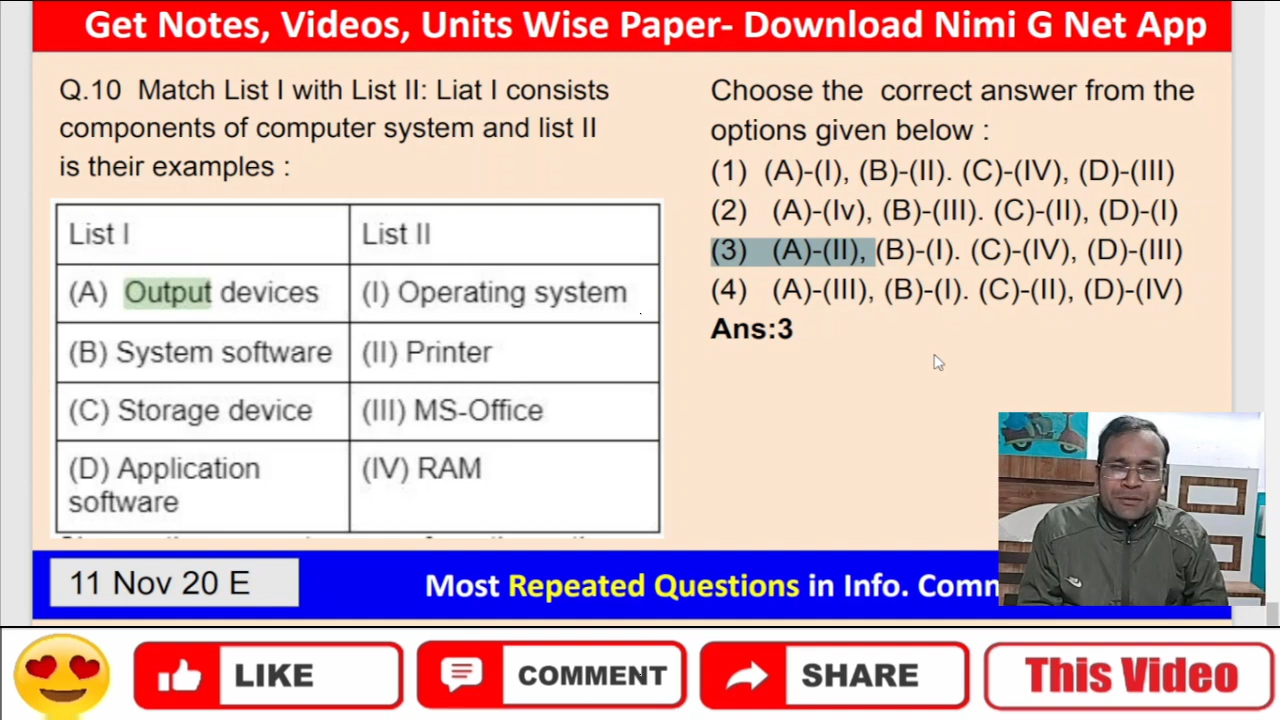 Get Notes, Videos, Units Wise Paper- Download Nimi G Net App
Q.10 Match List I with List II: Liat I consists
components of computer system and list II
is their examples :
List I
List II
(A) Output devices
(I) Operating system
(B) System software
(II) Printer
(C) Storage device
(III) MS-Office
(D) Application
software
(IV) RAM
Choose the correct answer from the
options given below :
(1) (A)-(I), (B)-(II). (C)-(IV), (D)-(III)
(2) (A)-(Iv), (B)-(III). (C)-(II), (D)-(I)
(3) (A)-(II), (B)-(I). (C)-(IV), (D)-(III)
(4) (A)-(III), (B)-(I). (C)-(II), (D)-(IV)
Ans:3
11 Nov 20 E
Most Repeated Questions in Info. Comm
LIKE
COMMENT
SHARE
This Video